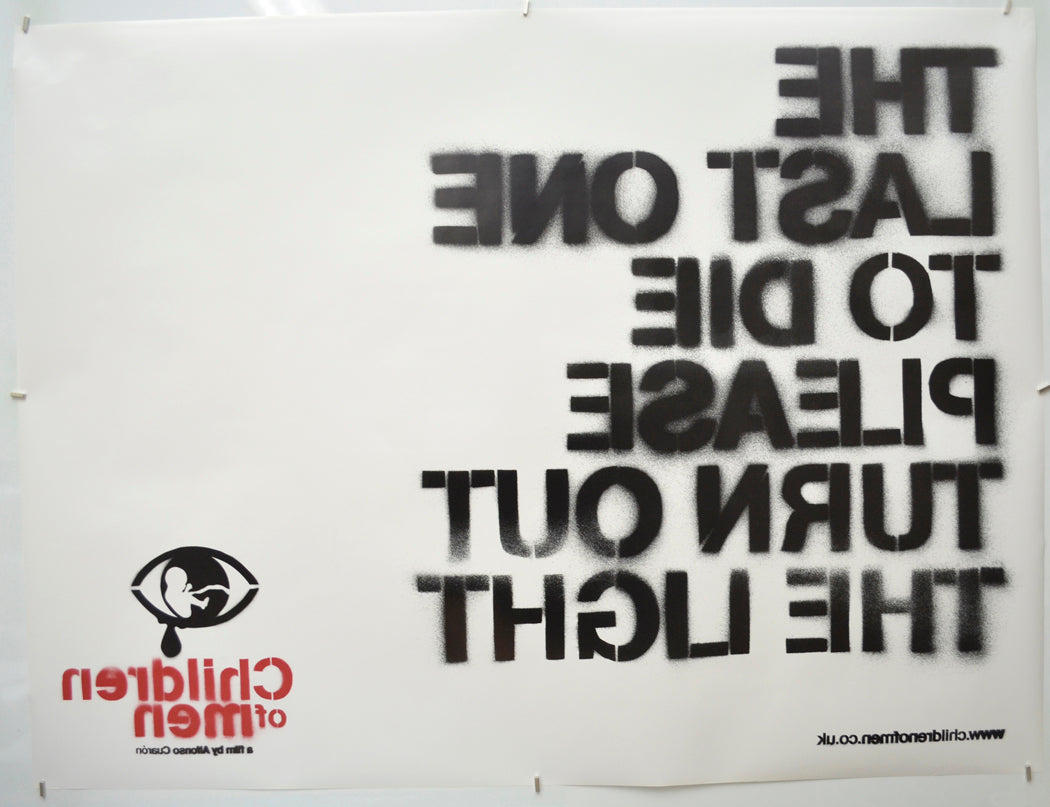 THE
LAST ONE
TO DIE
PLEASE
TURN OUT
THE LIGHT
Children
of men
a film by Alfonso Cuarón
www.childrenofmen.co.uk